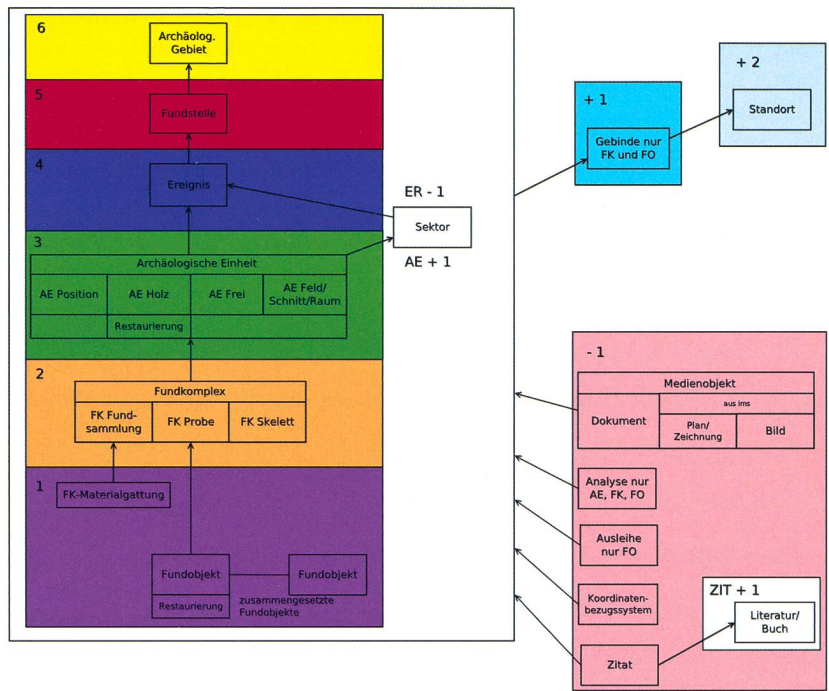 6
Archäolog.
Gebiet
5
Fundstelle
4
Ereignis
ER - 1
Sektor
AE + 1
3
Archäologische Einheit
AE Position
AE Holz
AE Frei
AE Feld/
Schnitt/Raum
Restaurierung
2
Fundkomplex
FK Fund-
sammlung
FK Probe
FK Skelett
1
FK-Materialgattung
Fundobjekt
Fundobjekt
Restaurierung
zusammengesetzte
Fundobjekte
+ 1
Gebinde nur
FK und FO
+ 2
Standort
- 1
Medienobjekt
Dokument
aus ims
Plan/
Zeichnung
Bild
Analyse nur
AE, FK, FO
Ausleihe
nur FO
Koordinaten-
bezugssystem
Zitat
ZIT + 1
Literatur/
Buch